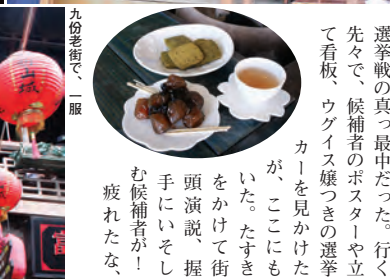 選挙戦の真っ最中だった。行く
先々で、候補者のポスターや立
て看板、ウグイス嬢つきの選挙
カーを見かけた
が、ここにも
いた。たすき
をかけて街
頭演説、握
手にいそし
む候補者が！
疲れたな、
九份老街で、一服
山城
富